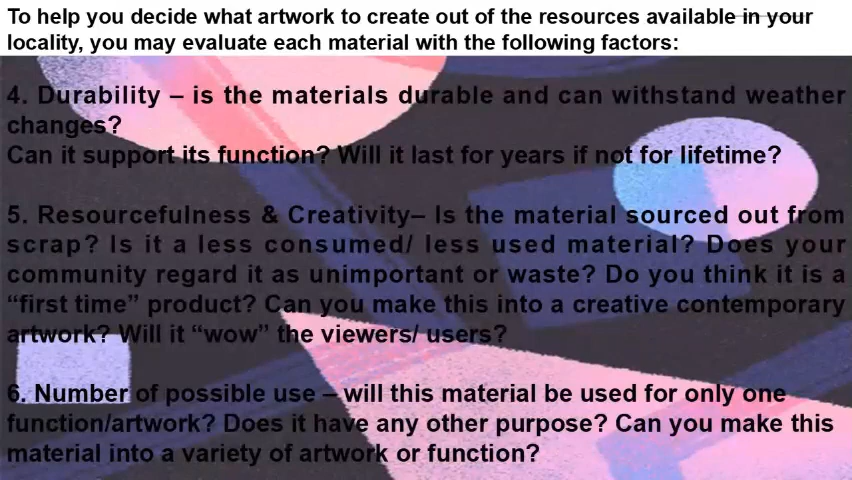 To help you decide what artwork to create out of the resources available in your
locality, you may evaluate each material with the following factors:
4. Durability – is the materials durable and can withstand weather
changes?
Can it support its function? Will it last for years if not for lifetime?
5. Resourcefulness & Creativity– Is the material sourced out from
scrap? Is it a less consumed/ less used material? Does your
community regard it as unimportant or waste? Do you think it is a
“first time” product? Can you make this into a creative contemporary
artwork? Will it “wow” the viewers/ users?
6. Number of possible use – will this material be used for only one
function/artwork? Does it have any other purpose? Can you make this
material into a variety of artwork or function?